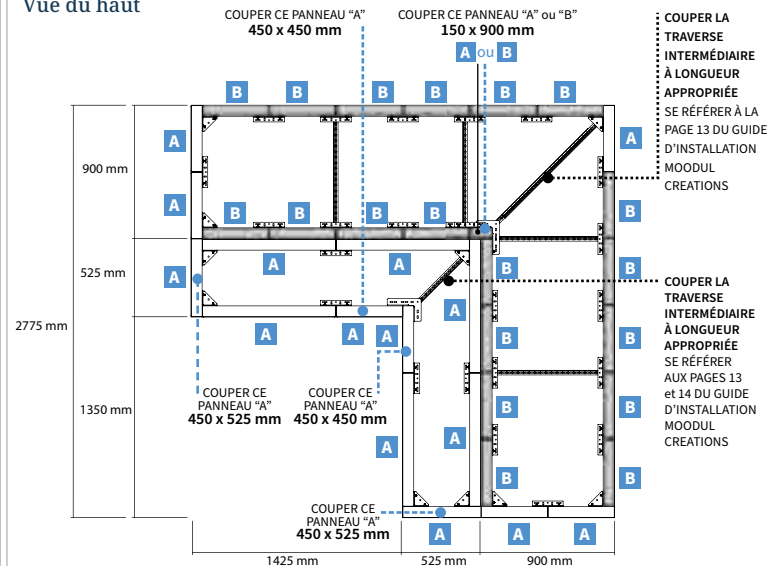 Vue du haut
COUPER CE PANNEAU “A”
450 x 450 mm
COUPER CE PANNEAU “A” ou “B”
150 x 900 mm
A ou B
COUPER LA
TRAVERSE
INTERMÉDIAIRE
À LONGUEUR
APPROPRIÉE
SE RÉFÉRER À LA
PAGE 13 DU GUIDE
D’INSTALLATION
MOODUL
CREATIONS
B B B B B B
A
A
A
B B B B
B
900 mm
525 mm
2775 mm
1350 mm
A
A
A
B
B
A
A
A
A
B
B
COUPER LA
TRAVERSE
INTERMÉDIAIRE
À LONGUEUR
APPROPRIÉE
SE RÉFÉRER
AUX PAGES 13
et 14 DU GUIDE
D’INSTALLATION
MOODUL
CREATIONS
COUPER CE
PANNEAU “A”
450 x 525 mm
COUPER CE
PANNEAU “A”
450 x 450 mm
A
A
B
B
B
B
COUPER CE
PANNEAU “A”
450 x 525 mm
A A A
1425 mm
525 mm
900 mm